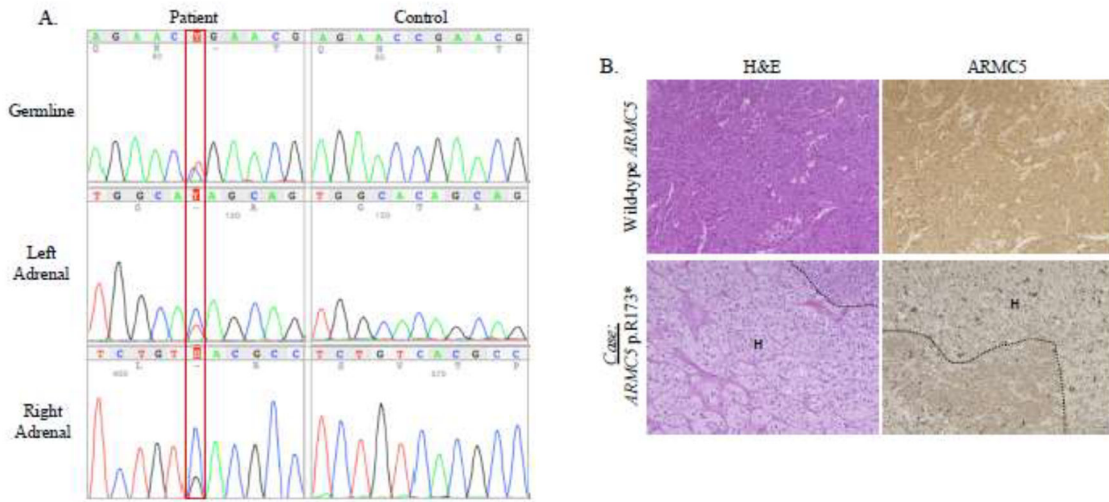 A.
Patient
Control
A G A A C T G A A C G
A G A A C C G A A C G
Germline
T G G C A
A G C A G
T G G C A C A G C A G
Left
Adrenal
T C T G T
A C G C C
T C T G T C A C G C C
Right
Adrenal
B.
H&E
ARMC5
Wild-type ARMC5
Case:
ARMC5 p.R173*
H
H